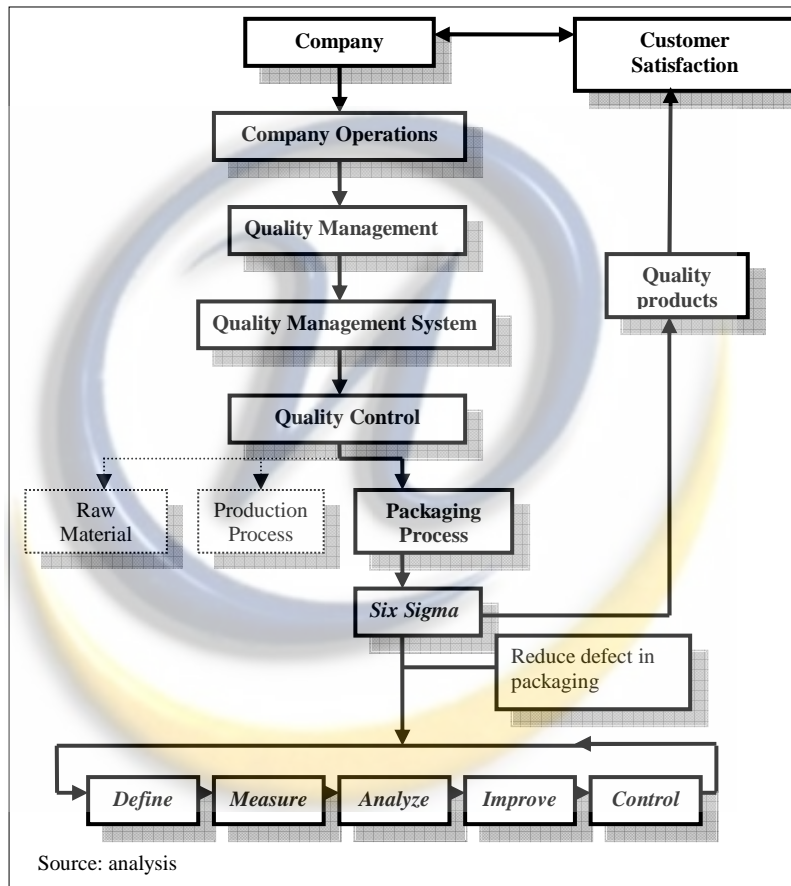 Company
Customer
Satisfaction
Company Operations
Quality Management
Quality
products
Quality Management System
Quality Control
Raw
Material
Production
Process
Packaging
Process
Six Sigma
Reduce defect in
packaging
Define
Measure
Analyze
Improve
Control
Source: analysis